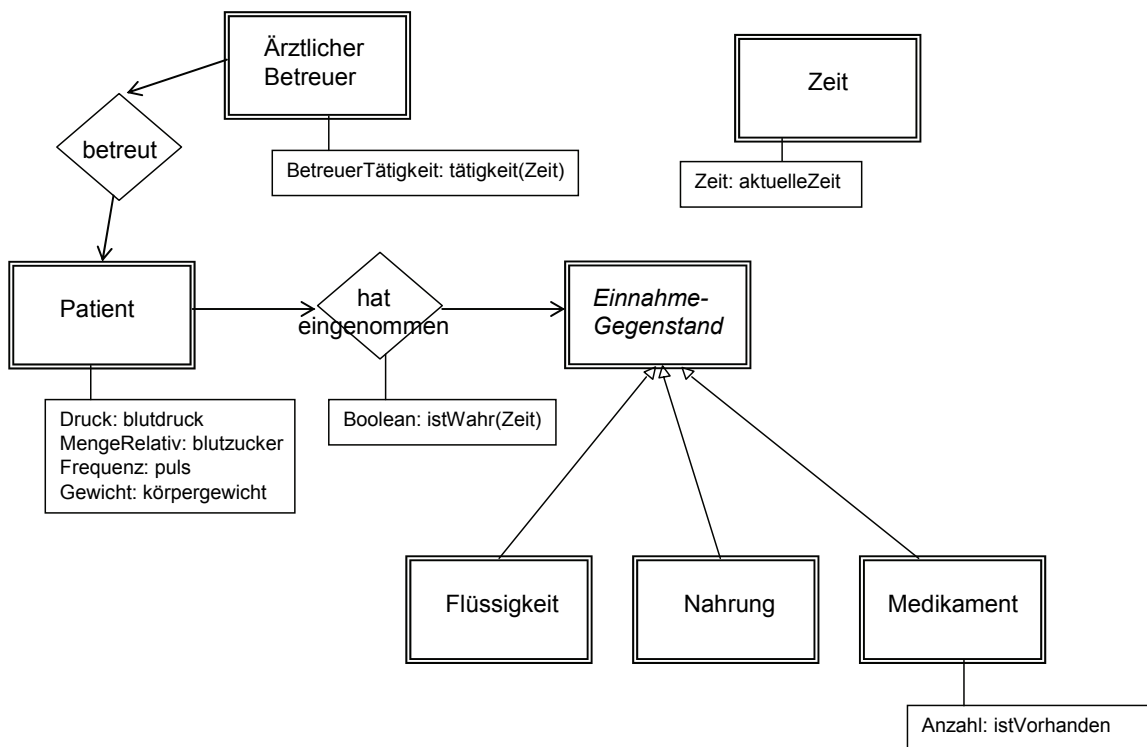 Ärztlicher
Betreuer
Zeit
betreut
BetreuerTätigkeit: tätigkeit(Zeit)
Zeit: aktuelleZeit
Patient
hat
eingenommen
Einnahme-
Gegenstand
Druck: blutdruck
MengeRelativ: blutzucker
Frequenz: puls
Gewicht: körpergewicht
Boolean: istWahr(Zeit)
Flüssigkeit
Nahrung
Medikament
Anzahl: istVorhanden